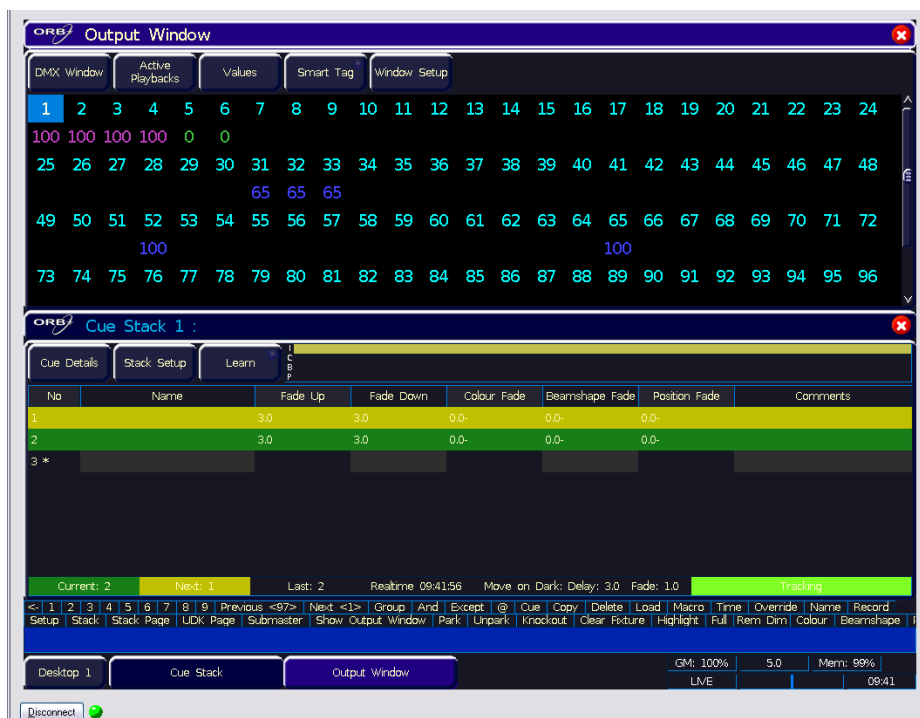 ORB Output Window
DMX Window Active Playbacks Values Smart Tag Window Setup
1 2 3 4 5 6 7 8 9 10 11 12 13 14 15 16 17 18 19 20 21 22 23 24
100 100 100 100 0 0
25 26 27 28 29 30 31 32 33 34 35 36 37 38 39 40 41 42 43 44 45 46 47 48
65 65 65
49 50 51 52 53 54 55 56 57 58 59 60 61 62 63 64 65 66 67 68 69 70 71 72
100 100
73 74 75 76 77 78 79 80 81 82 83 84 85 86 87 88 89 90 91 92 93 94 95 96
ORB Cue Stack 1 :
Cue Details Stack Setup Learn
I
C
B
P
No Name Fade Up Fade Down Colour Fade Beamshape Fade Position Fade Comments
1 3.0 3.0 0.0- 0.0- 0.0-
2 3.0 3.0 0.0- 0.0- 0.0-
3 *
Current: 2 Next: 1 Last: 2 Realtime 09:41:56 Move on Dark: Delay: 3.0 Fade: 1.0 Tracking
<- 1 2 3 4 5 6 7 8 9 Previous <97> Next <1> Group And Except @ Cue Copy Delete Load Macro Time Override Name Record
Setup Stack Stack Page UDK Page Submaster Show Output Window Park Unpark Knockout Clear Fixture Highlight Full Rem Dim Colour Beamshape
Desktop 1 Cue Stack Output Window GM: 100% 5.0 Mem: 99%
LIVE 09:41
Disconnect